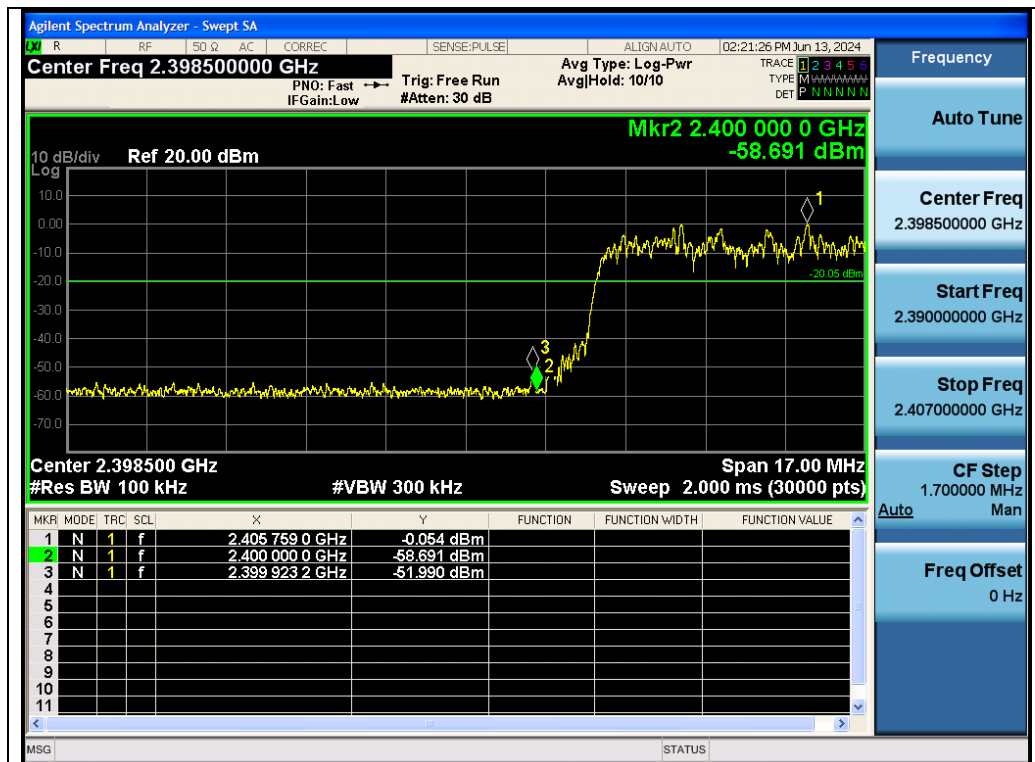 Agilent Spectrum Analyzer - Swept SA
LXI R RF 50 Ω AC CORREC SENSE:PULSE ALIGN AUTO 02:21:26 PM Jun 13, 2024
Center Freq 2.398500000 GHz
PNO: Fast
IFGain:Low
Trig: Free Run
#Atten: 30 dB
Avg Type: Log-Pwr
Avg|Hold: 10/10
TRACE 1 2 3 4 5 6
TYPE M WWWWW
DET P N N N N N
Mkr2 2.400 000 0 GHz
-58.691 dBm
10 dB/div Ref 20.00 dBm
Log
10.0
0.00
-10.0
-20.0
-30.0
-40.0
-50.0
-60.0
-70.0
1
-20.05 dBm
3
2
Center 2.398500 GHz Span 17.00 MHz
#Res BW 100 kHz #VBW 300 kHz Sweep 2.000 ms (30000 pts)
MKR MODE TRC SCL X Y FUNCTION FUNCTION WIDTH FUNCTION VALUE
1 N 1 f 2.405 759 0 GHz -0.054 dBm
2 N 1 f 2.400 000 0 GHz -58.691 dBm
3 N 1 f 2.399 923 2 GHz -51.990 dBm
4
5
6
7
8
9
10
11
MSG STATUS
Frequency
Auto Tune
Center Freq
2.398500000 GHz
Start Freq
2.390000000 GHz
Stop Freq
2.407000000 GHz
CF Step
1.700000 MHz
Auto Man
Freq Offset
0 Hz